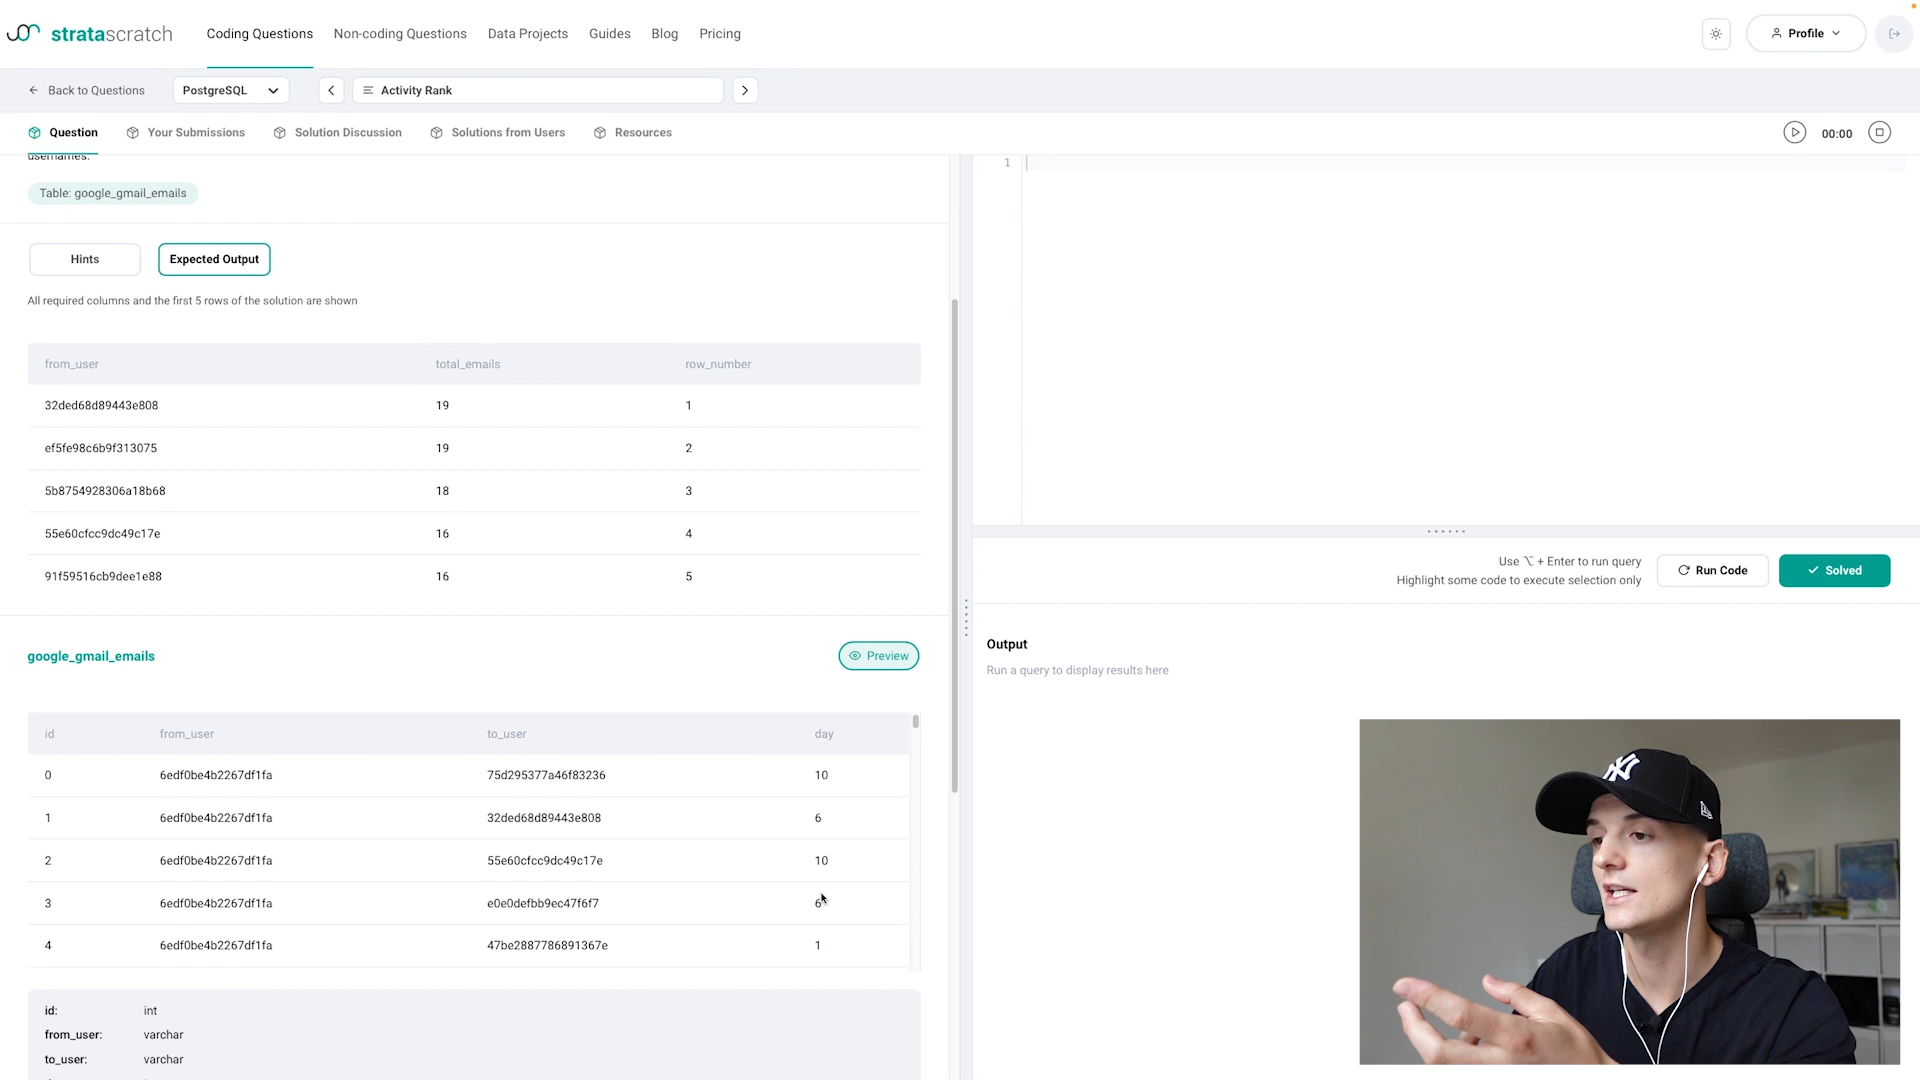 stratascratch
Coding Questions
Non-coding Questions
Data Projects
Guides
Blog
Pricing
Profile
Back to Questions
PostgreSQL
Activity Rank
Question
Your Submissions
Solution Discussion
Solutions from Users
Resources
00:00
usernames.
Table: google_gmail_emails
Hints
Expected Output
All required columns and the first 5 rows of the solution are shown
from_user total_emails row_number
32ded68d89443e808 19 1
ef5fe98c6b9f313075 19 2
5b8754928306a18b68 18 3
55e60cfcc9dc49c17e 16 4
91f59516cb9dee1e88 16 5
google_gmail_emails
Preview
id from_user to_user day
0 6edf0be4b2267df1fa 75d295377a46f83236 10
1 6edf0be4b2267df1fa 32ded68d89443e808 6
2 6edf0be4b2267df1fa 55e60cfcc9dc49c17e 10
3 6edf0be4b2267df1fa e0e0defbb9ec47f6f7 6
4 6edf0be4b2267df1fa 47be2887786891367e 1
id: int
from_user: varchar
to_user: varchar
1
Use ⌥ + Enter to run query
Highlight some code to execute selection only
Run Code
Solved
Output
Run a query to display results here
NY